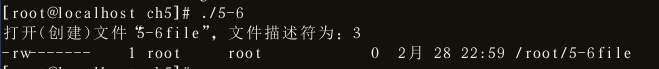 [root@localhost ch5]# ./5-6
打开(创建)文件“5-6file”，文件描述符为：3
-rw------- 1 root root 0 2月 28 22:59 /root/5-6file